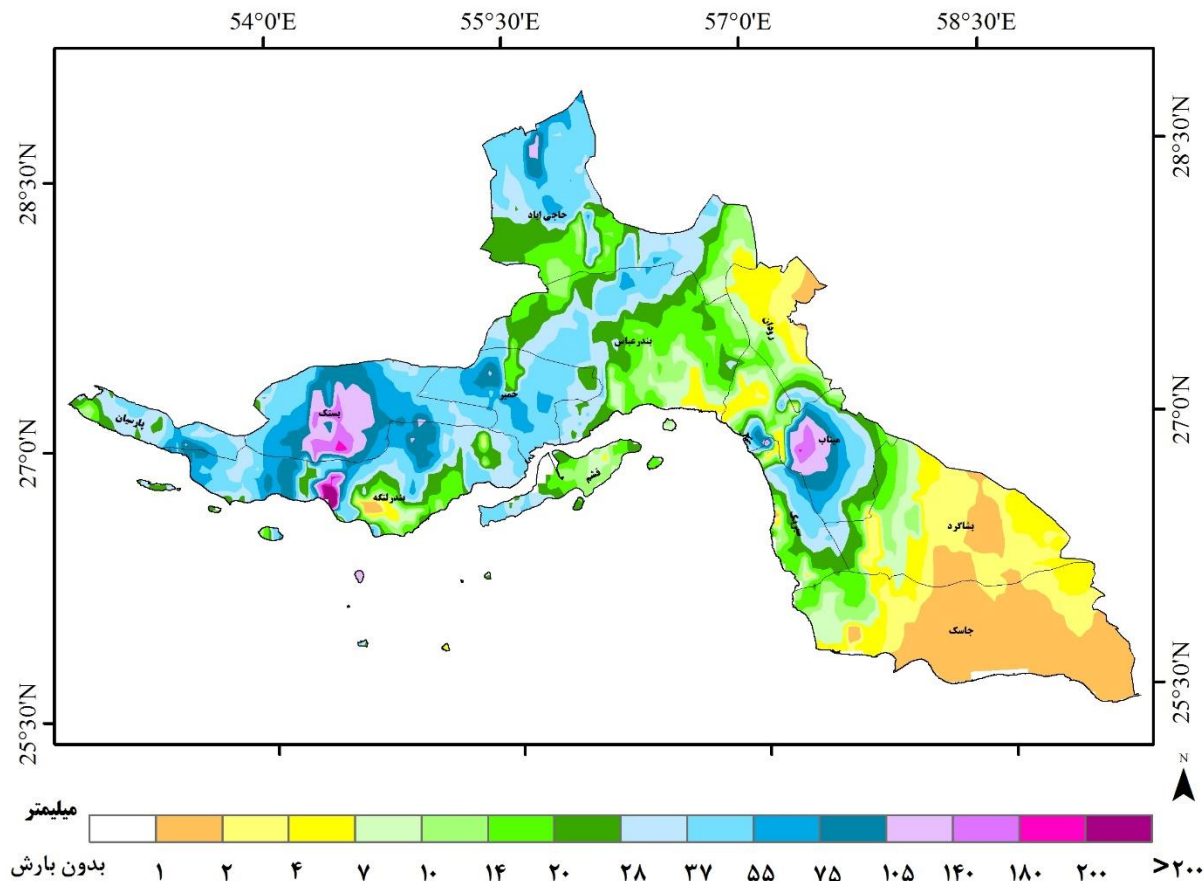 54°0'E 55°30'E 57°0'E 58°30'E
28°30'N 28°30'N
حاجی اباد
رودان
بندرعباس
خمیر
بستک
پارسیان
27°0'N
میناب
27°0'N
قشم
بندرلنگه
سیریک
بشاگرد
جاسک
25°30'N
25°30'N
N
میلیمتر
بدون بارش ۱ ۲ ۴ ۷ ۱۰ ۱۴ ۲۰ ۲۸ ۳۷ ۵۵ ۷۵ ۱۰۵ ۱۴۰ ۱۸۰ ۲۰۰ >۲۰۰